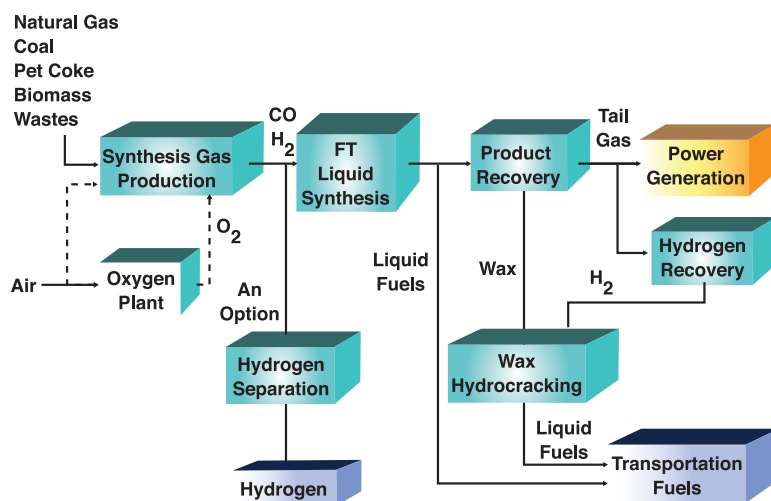 Natural Gas
Coal
Pet Coke
Biomass
Wastes
Synthesis Gas
Production
CO
H2
FT
Liquid
Synthesis
Product
Recovery
Tail
Gas
Power
Generation
Hydrogen
Recovery
H2
Air
Oxygen
Plant
O2
An
Option
Liquid
Fuels
Wax
Hydrogen
Separation
Wax
Hydrocracking
Liquid
Fuels
Hydrogen
Transportation
Fuels